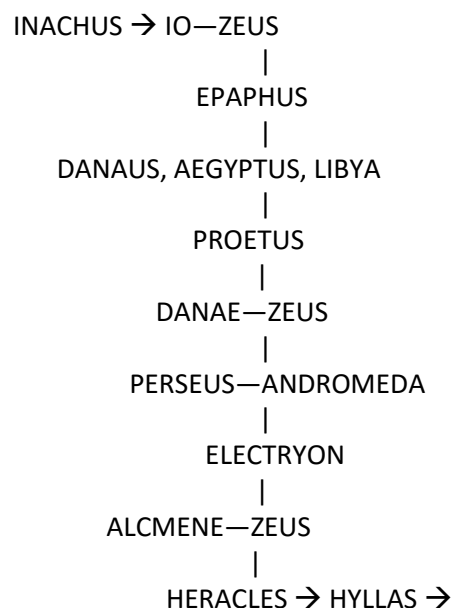 INACHUS → IO—ZEUS
|
EPAPHUS
|
DANAUS, AEGYPTUS, LIBYA
|
PROETUS
|
DANAE—ZEUS
|
PERSEUS—ANDROMEDA
|
ELECTRYON
|
ALCMENE—ZEUS
|
HERACLES → HYLLAS →